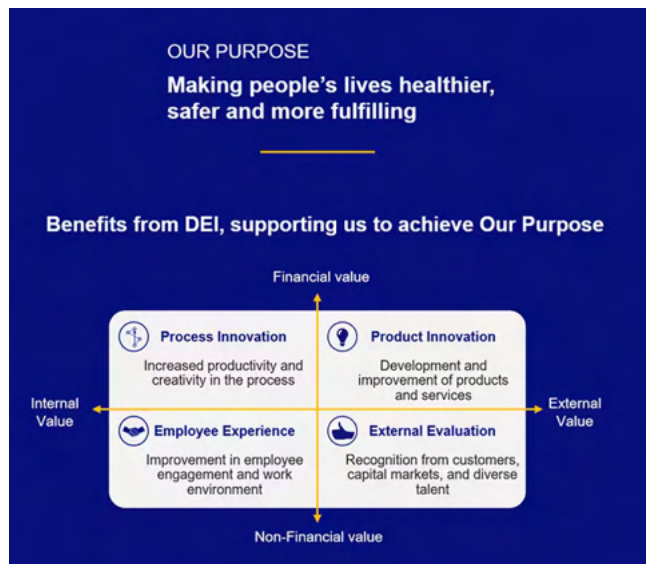 OUR PURPOSE
Making people's lives healthier,
safer and more fulfilling
Benefits from DEI, supporting us to achieve Our Purpose
Financial value
Process Innovation
Increased productivity and
creativity in the process
Product Innovation
Development and
improvement of products
and services
Internal
Value
External
Value
Employee Experience
Improvement in employee
engagement and work
environment
External Evaluation
Recognition from customers,
capital markets, and diverse
talent
Non-Financial value